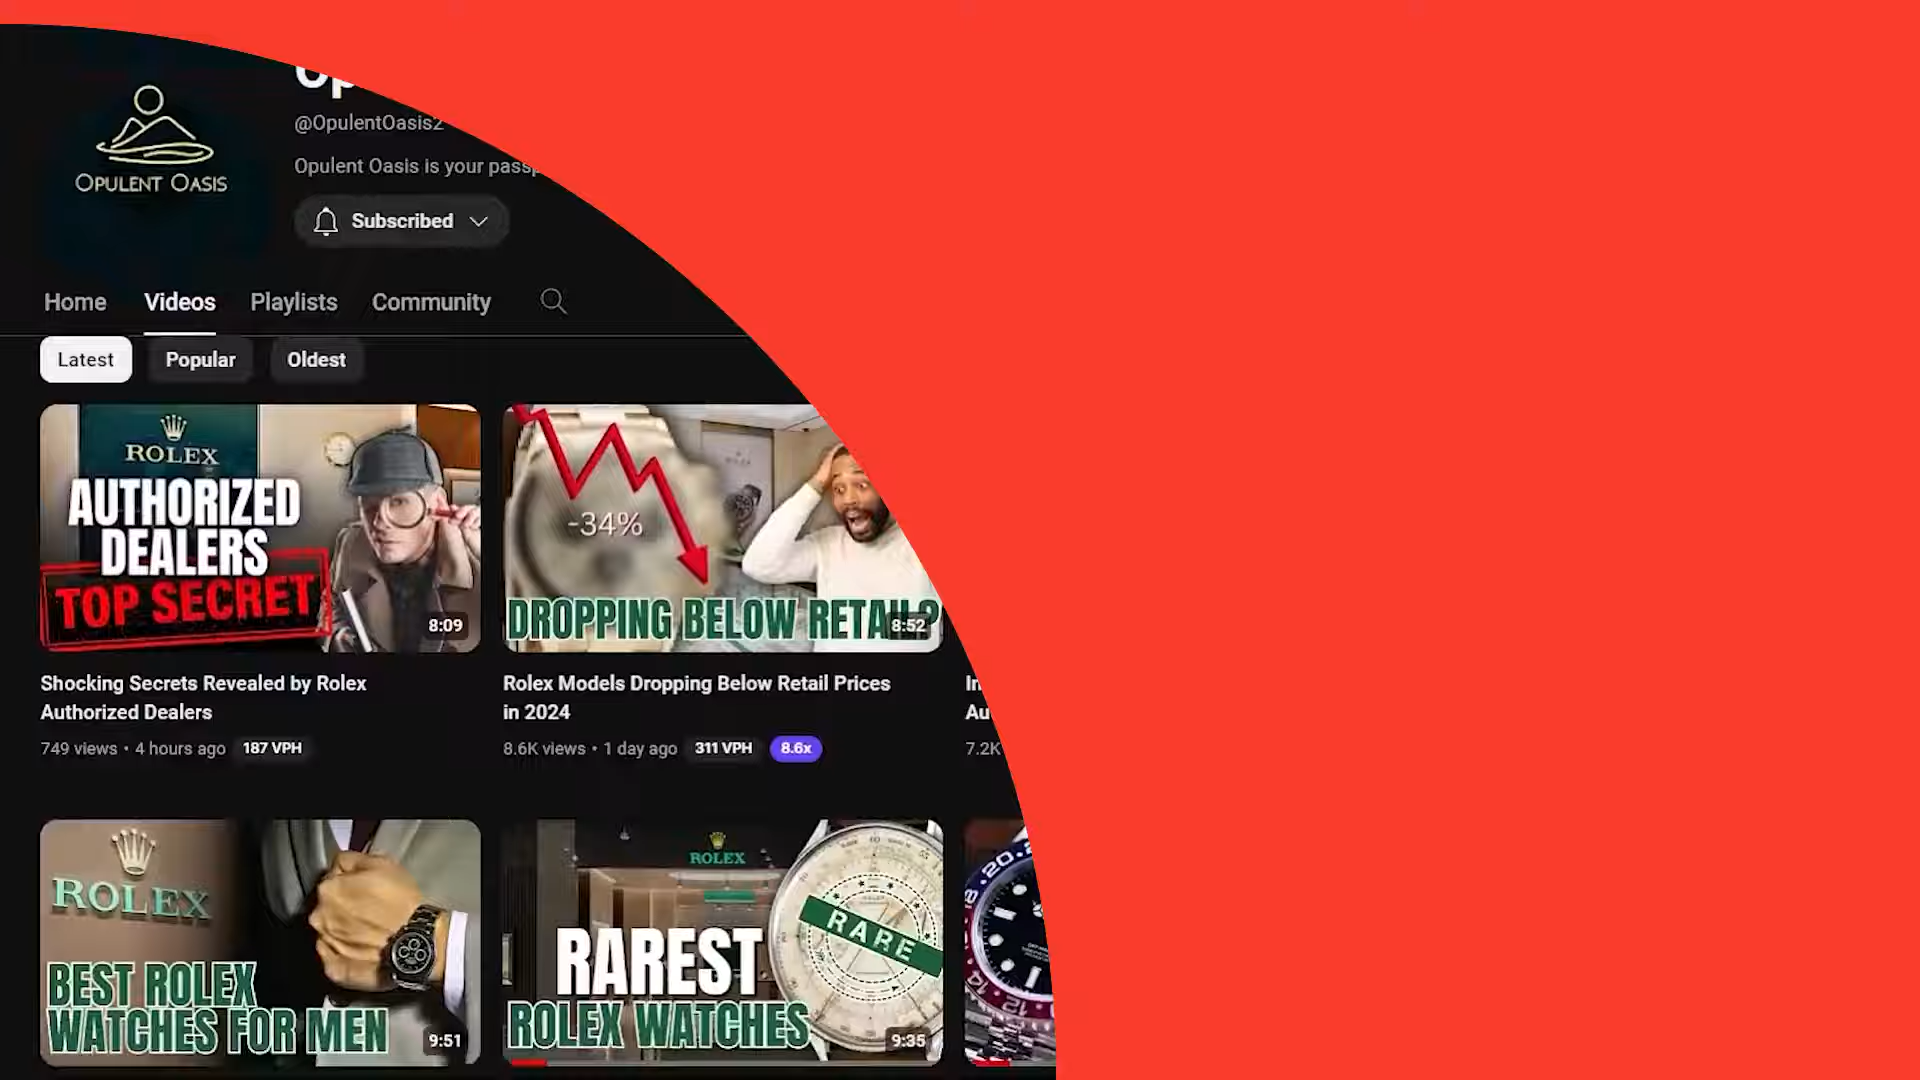 @OpulentOasis2
Opulent Oasis is your
OPULENT OASIS
Subscribed
Home Videos Playlists Community
Latest Popular Oldest
ROLEX
AUTHORIZED
DEALERS
TOP SECRET
8:09
-34%
DROPPING BELOW RETAIL?
8:52
Shocking Secrets Revealed by Rolex
Authorized Dealers
749 views • 4 hours ago 187 VPH
Rolex Models Dropping Below Retail Prices
in 2024
8.6K views • 1 day ago 311 VPH 8.6x
7.2K
ROLEX
BEST ROLEX
WATCHES FOR MEN
9:51
ROLEX
RARE
RAREST
ROLEX WATCHES
9:35